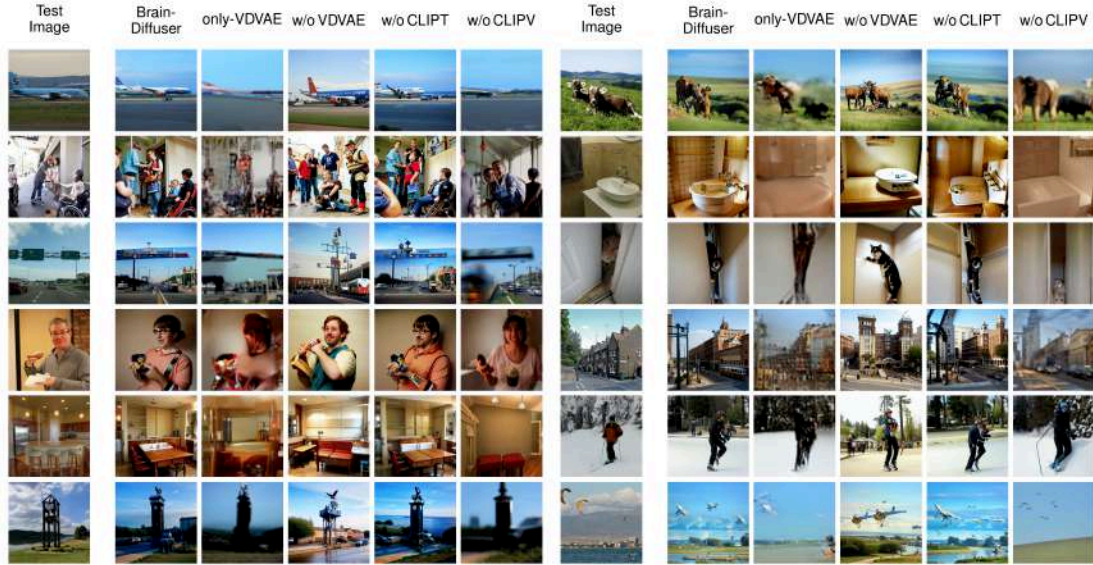 Test Image Brain-Diffuser only-VDVAE w/o VDVAE w/o CLIPT w/o CLIPV Test Image Brain-Diffuser only-VDVAE w/o VDVAE w/o CLIPT w/o CLIPV